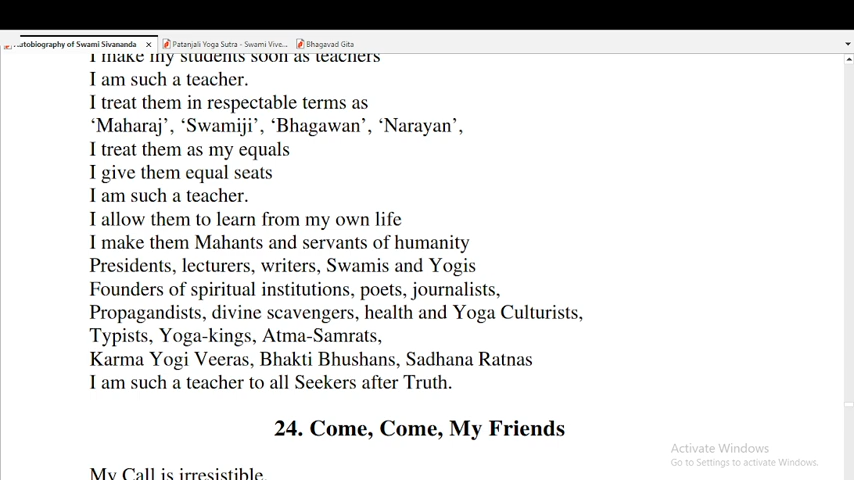 utobiography of Swami Sivananda × Patanjali Yoga Sutra - Swami Vive... Bhagavad Gita
I make my students soon as teachers
I am such a teacher.
I treat them in respectable terms as
‘Maharaj’, ‘Swamiji’, ‘Bhagawan’, ‘Narayan’,
I treat them as my equals
I give them equal seats
I am such a teacher.
I allow them to learn from my own life
I make them Mahants and servants of humanity
Presidents, lecturers, writers, Swamis and Yogis
Founders of spiritual institutions, poets, journalists,
Propagandists, divine scavengers, health and Yoga Culturists,
Typists, Yoga-kings, Atma-Samrats,
Karma Yogi Veeras, Bhakti Bhushans, Sadhana Ratnas
I am such a teacher to all Seekers after Truth.
24. Come, Come, My Friends
My Call is irresistible.
Activate Windows
Go to Settings to activate Windows.